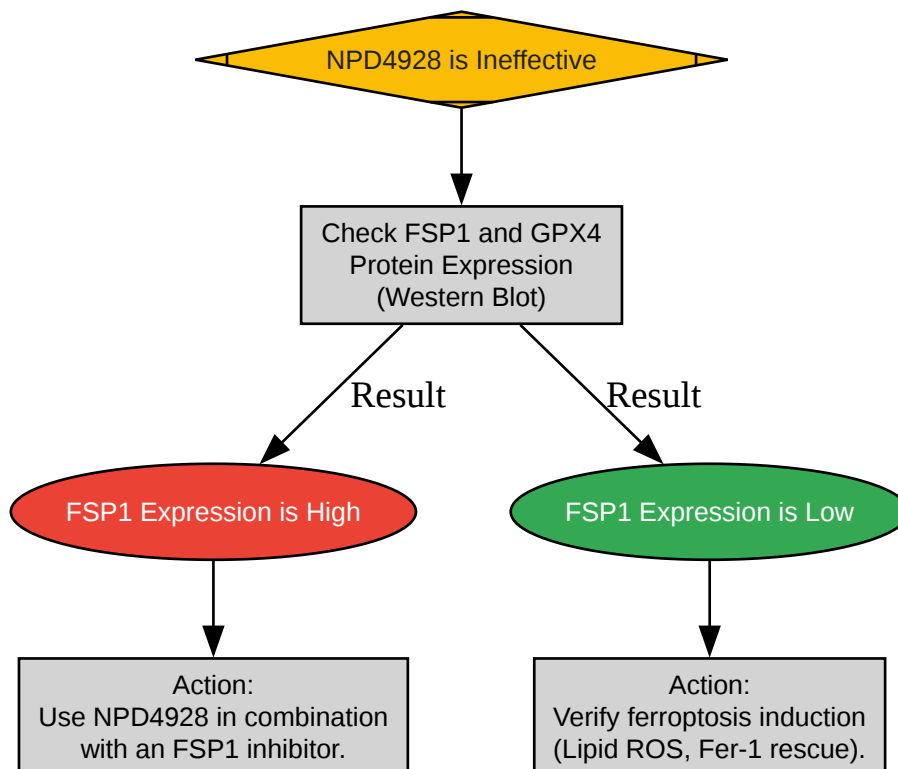 NPD4928 is Ineffective
Check FSP1 and GPX4
Protein Expression
(Western Blot)
Result
Result
FSP1 Expression is High
FSP1 Expression is Low
Action:
Use NPD4928 in combination
with an FSP1 inhibitor.
Action:
Verify ferroptosis induction
(Lipid ROS, Fer-1 rescue).